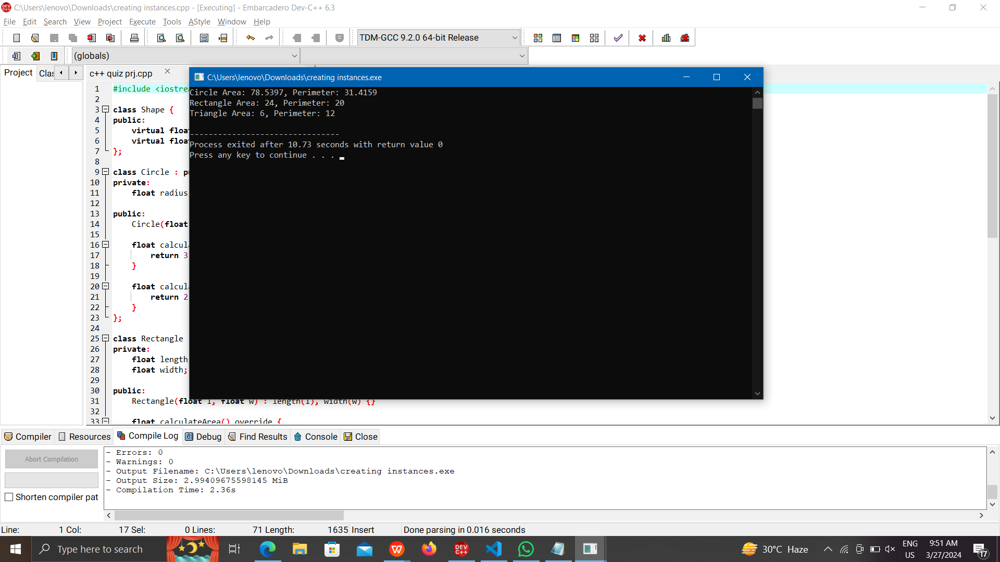 C:\Users\lenovo\Downloads\creating instances.cpp - [Executing] - Embarcadero Dev-C++ 6.3
File Edit Search View Project Execute Tools AStyle Window Help
TDM-GCC 9.2.0 64-bit Release
(globals)
Project Clas
c++ quiz prj.cpp
C:\Users\lenovo\Downloads\creating instances.exe
Circle Area: 78.5397, Perimeter: 31.4159
Rectangle Area: 24, Perimeter: 20
Triangle Area: 6, Perimeter: 12
--------------------------------
Process exited after 10.73 seconds with return value 0
Press any key to continue . . .
1 #include <iostrea
2
3 class Shape {
4 public:
5 virtual float
6 virtual float
7 };
8
9 class Circle : pu
10 private:
11 float radius
12
13 public:
14 Circle(float
15
16 float calcula
17 return 3
18 }
19
20 float calcula
21 return 2
22 }
23 };
24
25 class Rectangle
26 private:
27 float length
28 float width;
29
30 public:
31 Rectangle(float l, float w) : length(l), width(w) {}
32
33 float calculateArea() override {
Compiler Resources Compile Log Debug Find Results Console Close
Abort Compilation
Shorten compiler pat
- Errors: 0
- Warnings: 0
- Output Filename: C:\Users\lenovo\Downloads\creating instances.exe
- Output Size: 2.99409675598145 MiB
- Compilation Time: 2.36s
Line: 1 Col: 17 Sel: 0 Lines: 71 Length: 1635 Insert Done parsing in 0.016 seconds
Type here to search
30°C Haze
ENG
US
9:51 AM
3/27/2024
17